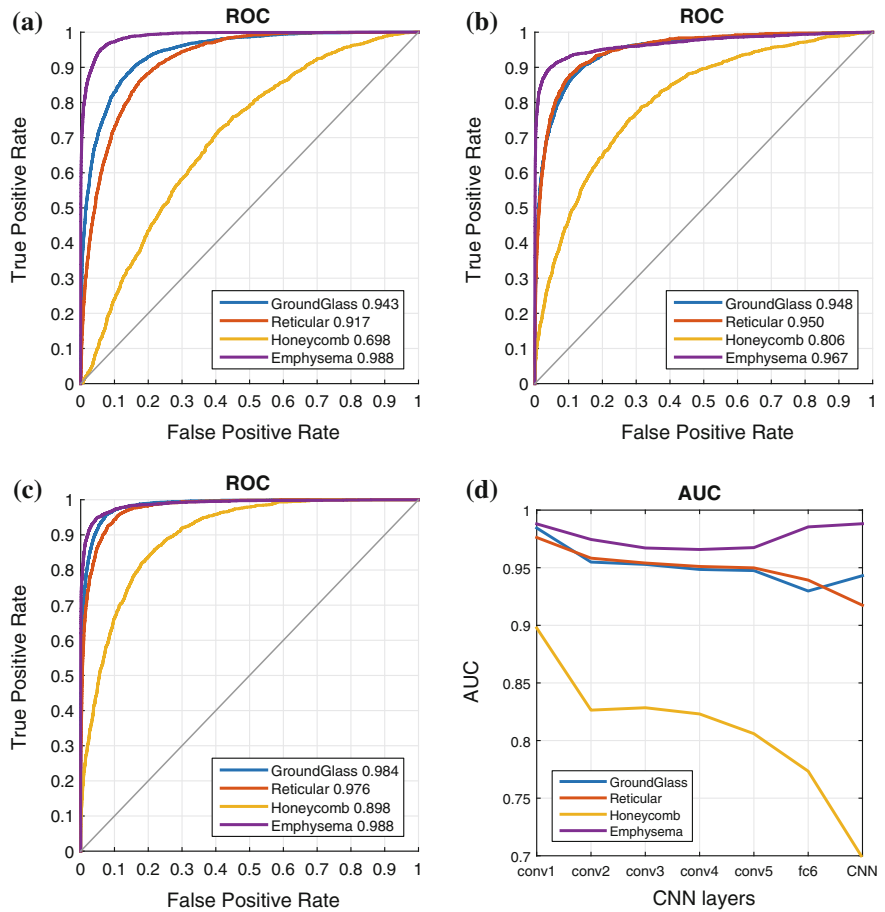 (a)
ROC
1
0.9
0.8
0.7
0.6
0.5
0.4
0.3
0.2
0.1
0
True Positive Rate
GroundGlass 0.943
Reticular 0.917
Honeycomb 0.698
Emphysema 0.988
0 0.1 0.2 0.3 0.4 0.5 0.6 0.7 0.8 0.9 1
False Positive Rate
(b)
ROC
1
0.9
0.8
0.7
0.6
0.5
0.4
0.3
0.2
0.1
0
True Positive Rate
GroundGlass 0.948
Reticular 0.950
Honeycomb 0.806
Emphysema 0.967
0 0.1 0.2 0.3 0.4 0.5 0.6 0.7 0.8 0.9 1
False Positive Rate
(c)
ROC
1
0.9
0.8
0.7
0.6
0.5
0.4
0.3
0.2
0.1
0
True Positive Rate
GroundGlass 0.984
Reticular 0.976
Honeycomb 0.898
Emphysema 0.988
0 0.1 0.2 0.3 0.4 0.5 0.6 0.7 0.8 0.9 1
False Positive Rate
(d)
AUC
1
0.95
0.9
0.85
0.8
0.75
0.7
AUC
GroundGlass
Reticular
Honeycomb
Emphysema
conv1 conv2 conv3 conv4 conv5 fc6 CNN
CNN layers